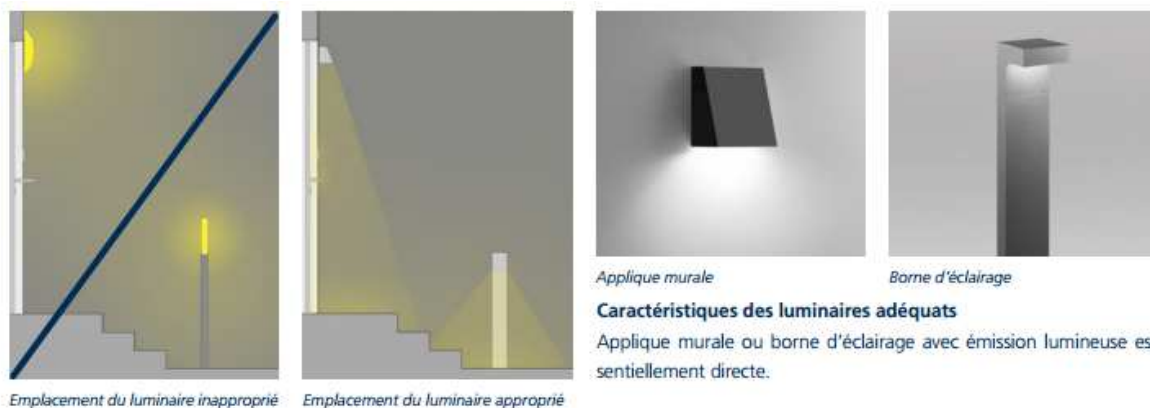 Emplacement du luminaire inapproprié
Emplacement du luminaire approprié
Applique murale
Borne d'éclairage
Caractéristiques des luminaires adéquats
Applique murale ou borne d'éclairage avec émission lumineuse es
sentiellement directe.